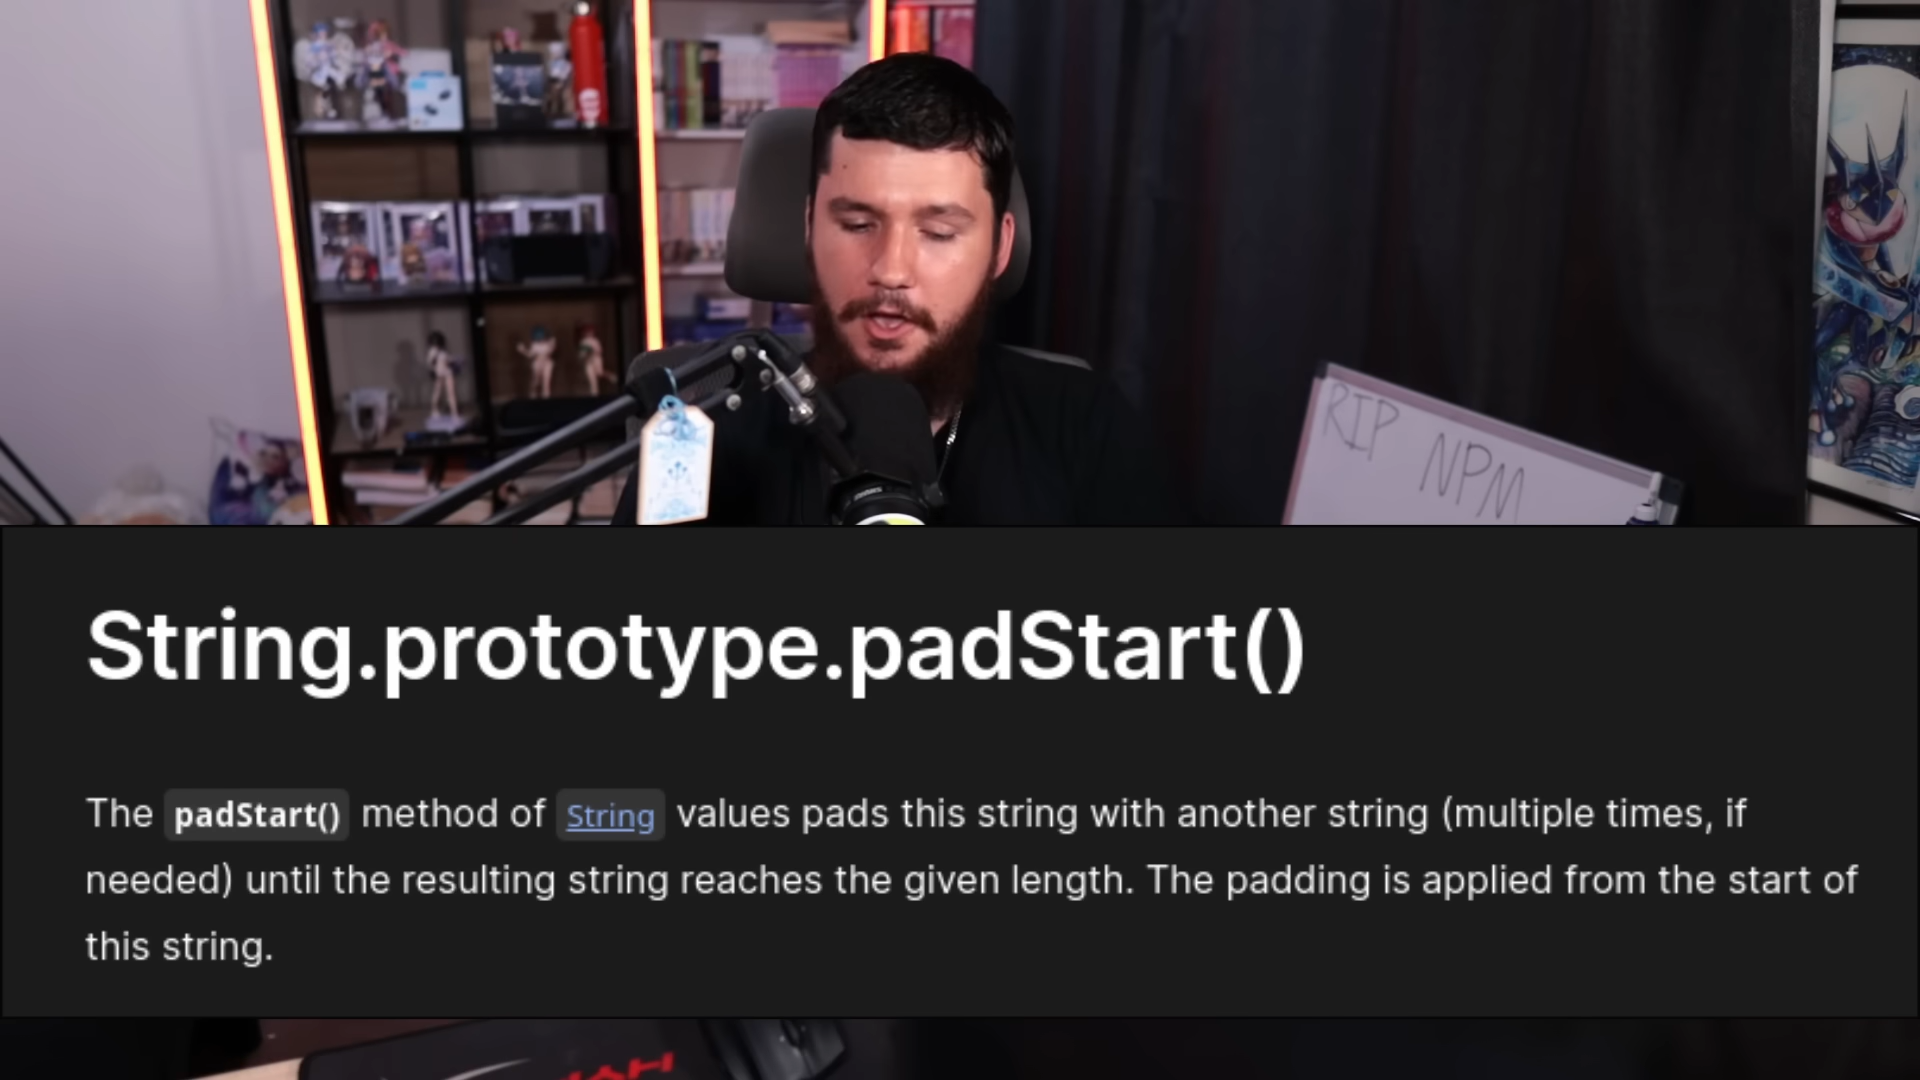 RIP NPM
String.prototype.padStart()
The padStart() method of String values pads this string with another string (multiple times, if
needed) until the resulting string reaches the given length. The padding is applied from the start of
this string.